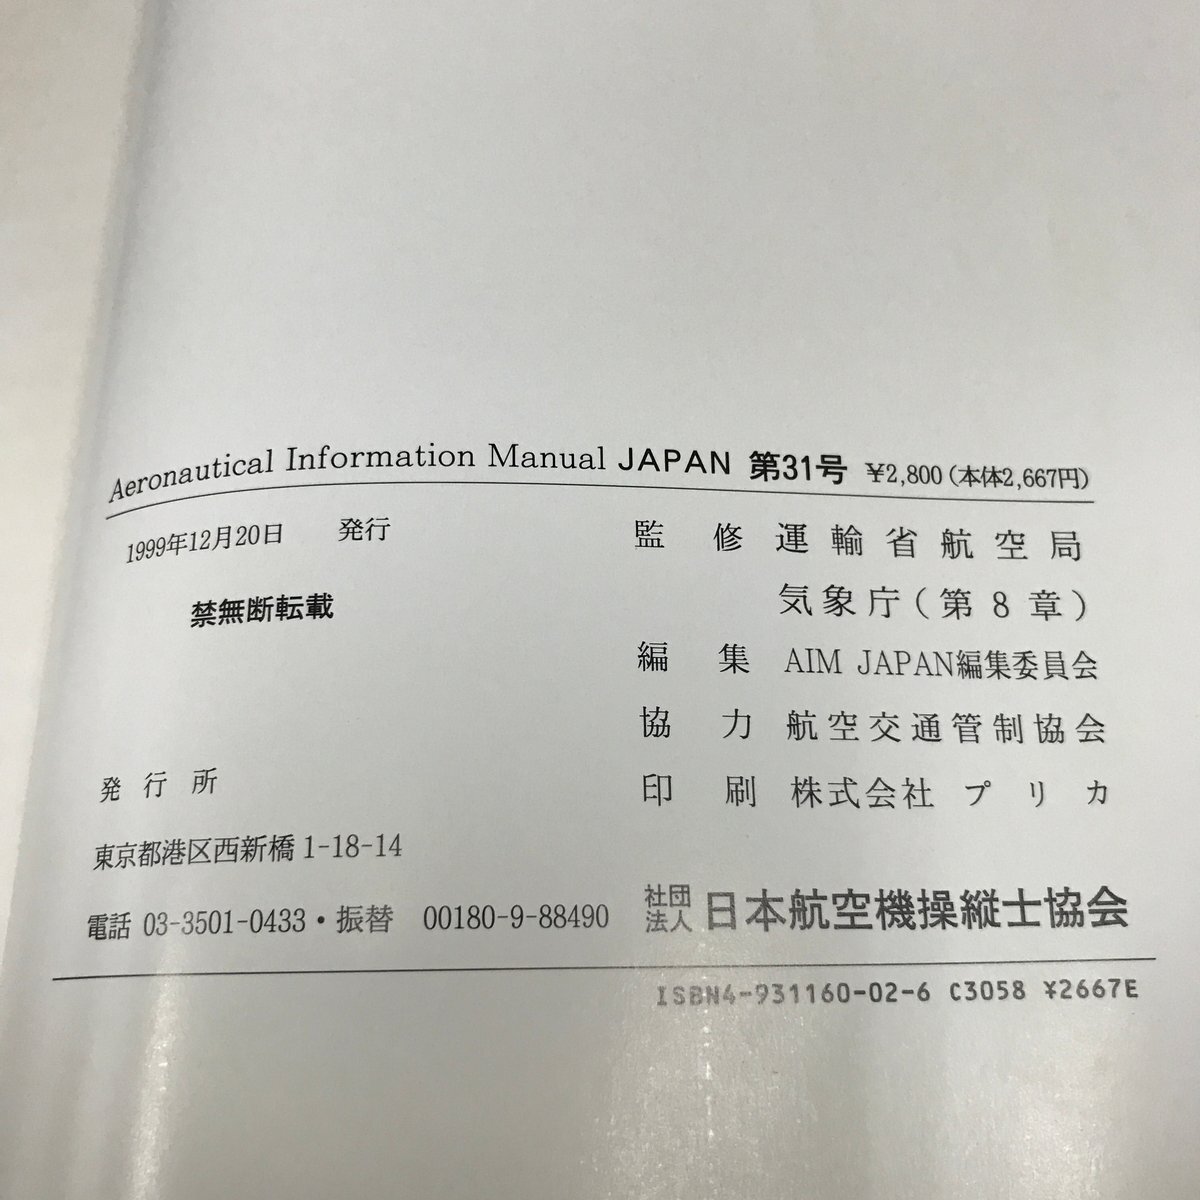 Aeronautical Information Manual JAPAN 第31号 ¥2,800(本体2,667円)
1999年12月20日 発行
禁無断転載
監修 運輸省航空局
気象庁(第8章)
編集 AIM JAPAN編集委員会
協力 航空交通管制協会
印刷 株式会社プリカ
発行所
東京都港区西新橋1-18-14
電話 03-3501-0433・振替 00180-9-88490
社団法人 日本航空機操縦士協会
ISBN4-931160-02-6 C3058 ¥2667E